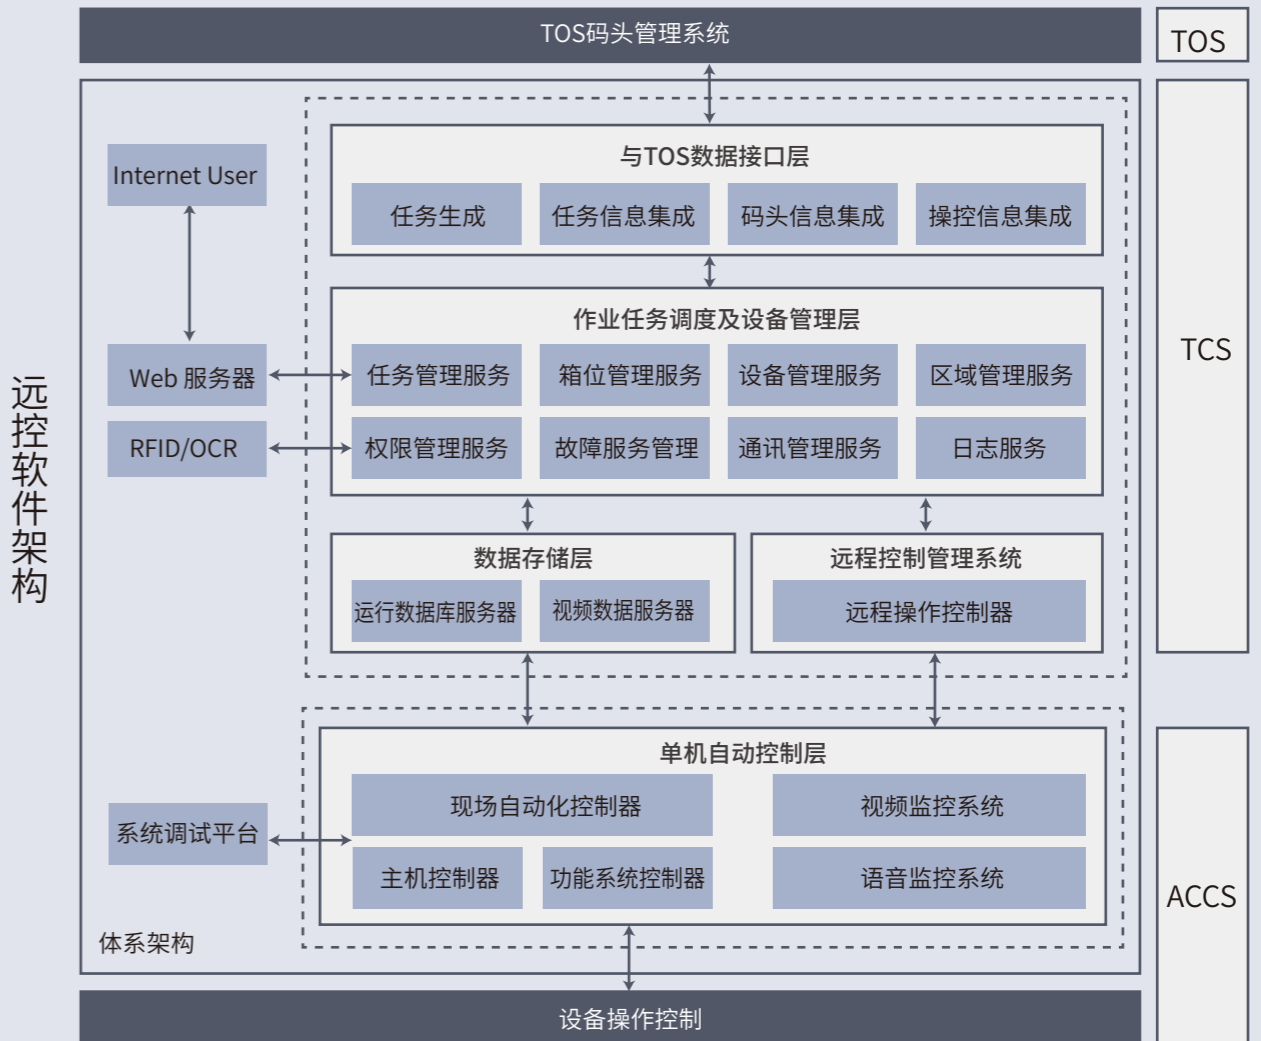 TOS码头管理系统
TOS
与TOS数据接口层
Internet User
任务生成
任务信息集成
码头信息集成
操控信息集成
作业任务调度及设备管理层
TCS
Web 服务器
任务管理服务
箱位管理服务
设备管理服务
区域管理服务
RFID/OCR
权限管理服务
故障服务管理
通讯管理服务
日志服务
远控软件架构
数据存储层
远程控制管理系统
运行数据库服务器
视频数据服务器
远程操作控制器
单机自动控制层
现场自动化控制器
视频监控系统
系统调试平台
主机控制器
功能系统控制器
语音监控系统
ACCS
体系架构
设备操作控制